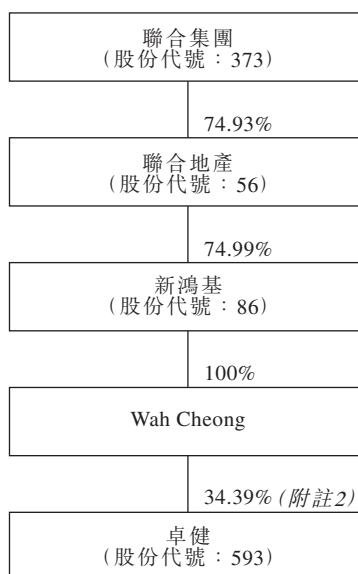 聯合集團
(股份代號：373)
74.93%
聯合地產
(股份代號：56)
74.99%
新鴻基
(股份代號：86)
100%
Wah Cheong
34.39% (附註2)
卓健
(股份代號：593)